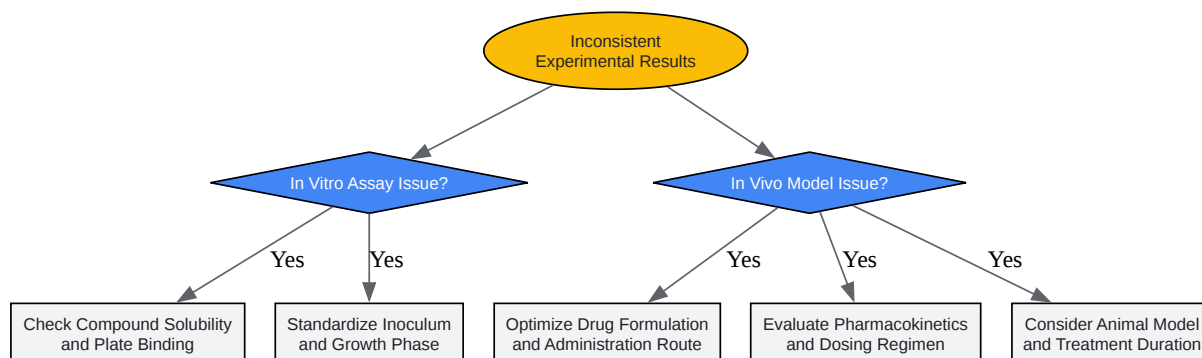 Inconsistent
Experimental Results
In Vitro Assay Issue?
In Vivo Model Issue?
Yes
Yes
Yes
Yes
Yes
Check Compound Solubility
and Plate Binding
Standardize Inoculum
and Growth Phase
Optimize Drug Formulation
and Administration Route
Evaluate Pharmacokinetics
and Dosing Regimen
Consider Animal Model
and Treatment Duration